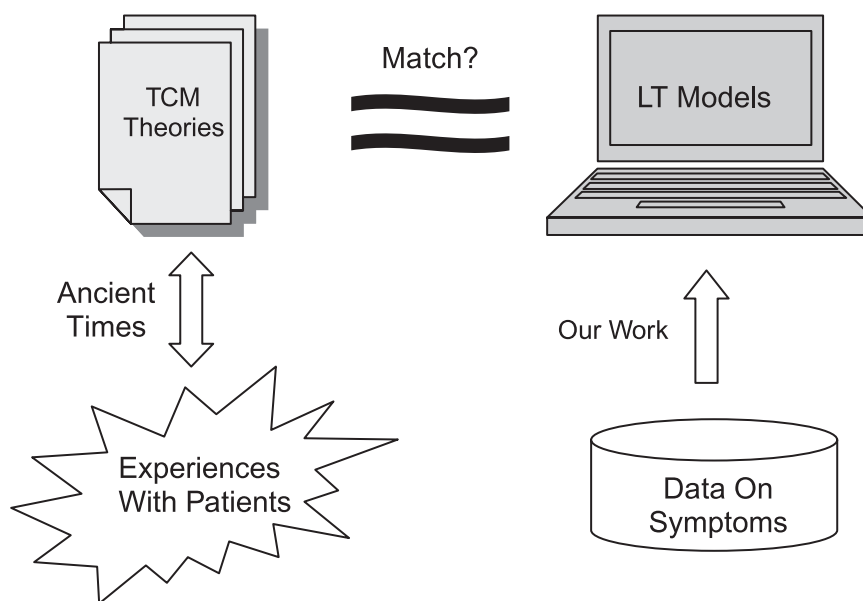 TCM
Theories
Match?
LT Models
Ancient
Times
Our Work
Experiences
With Patients
Data On
Symptoms